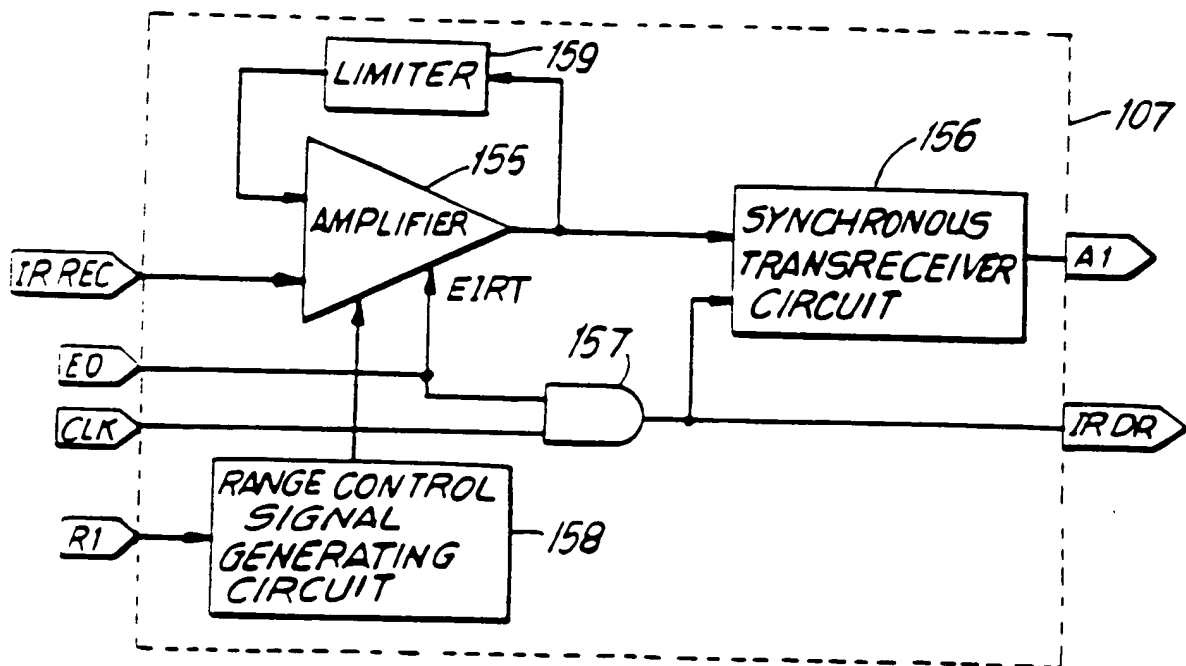 LIMITER
159
107
155
156
AMPLIFIER
SYNCHRONOUS
TRANSRECEIVER
CIRCUIT
A1
IR REC
EIRT
157
EO
CLK
IR DR
RANGE CONTROL
SIGNAL
GENERATING
CIRCUIT
158
R1